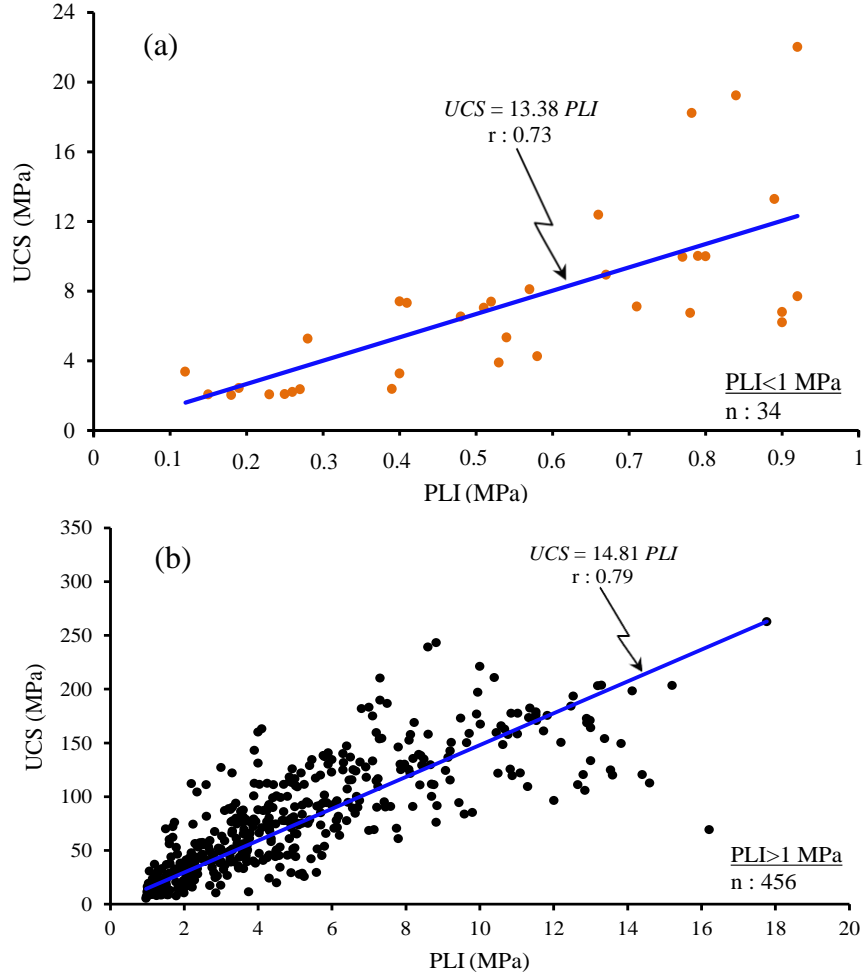 24
(a)
UCS = 13.38 PLI
r : 0.73
20
16
12
8
4
0
UCS (MPa)
PLI<1 MPa
n : 34
0 0.1 0.2 0.3 0.4 0.5 0.6 0.7 0.8 0.9 1
PLI (MPa)
350
(b)
UCS = 14.81 PLI
r : 0.79
300
250
200
150
100
50
0
UCS (MPa)
PLI>1 MPa
n : 456
0 2 4 6 8 10 12 14 16 18 20
PLI (MPa)